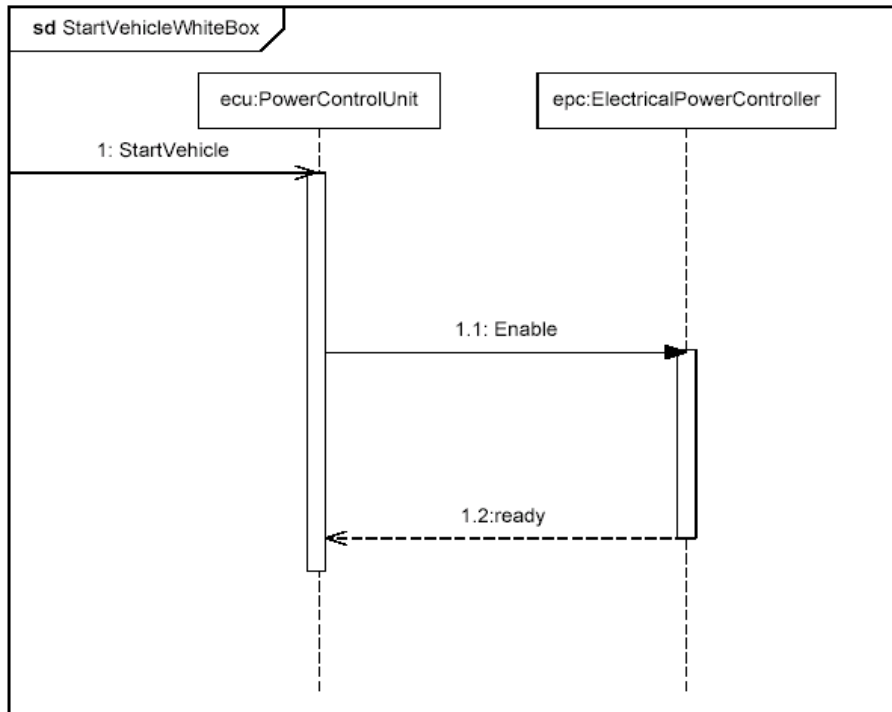 sd StartVehicleWhiteBox
ecu:PowerControlUnit
epc:ElectricalPowerController
1: StartVehicle
1.1: Enable
1.2:ready